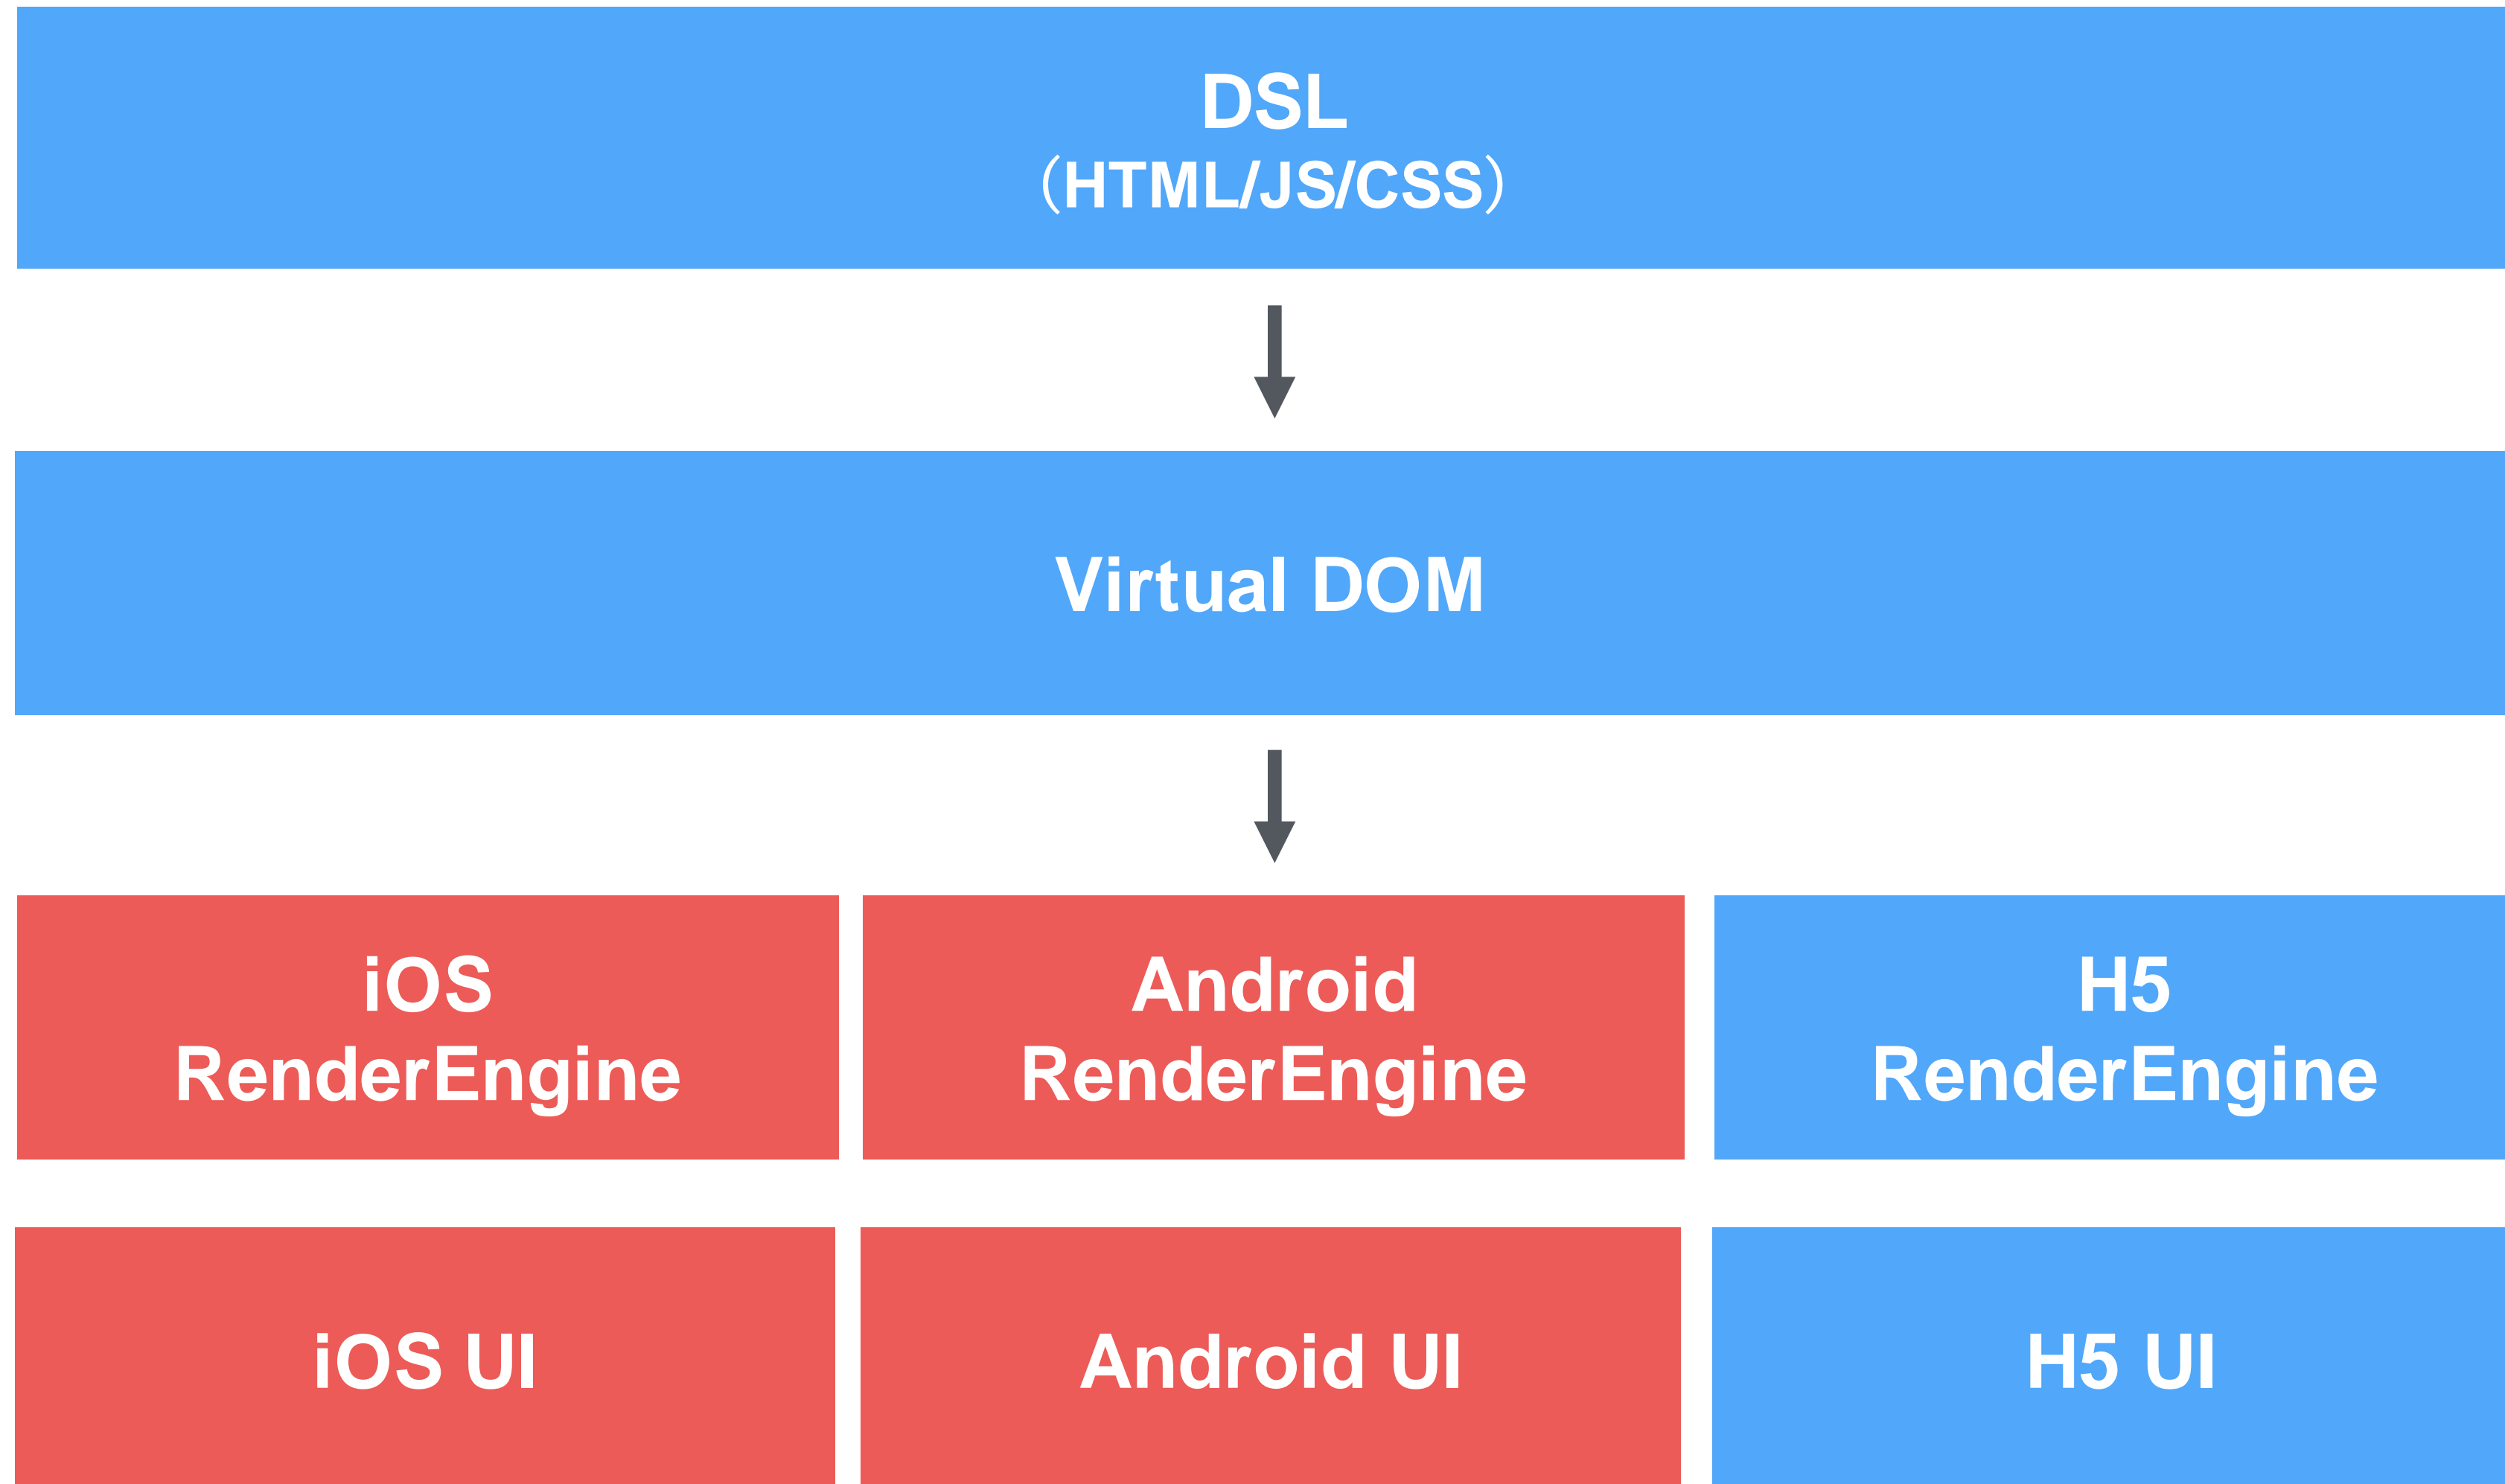 DSL
（HTML/JS/CSS）
Virtual DOM
iOS
RenderEngine
Android
RenderEngine
H5
RenderEngine
iOS UI
Android UI
H5 UI